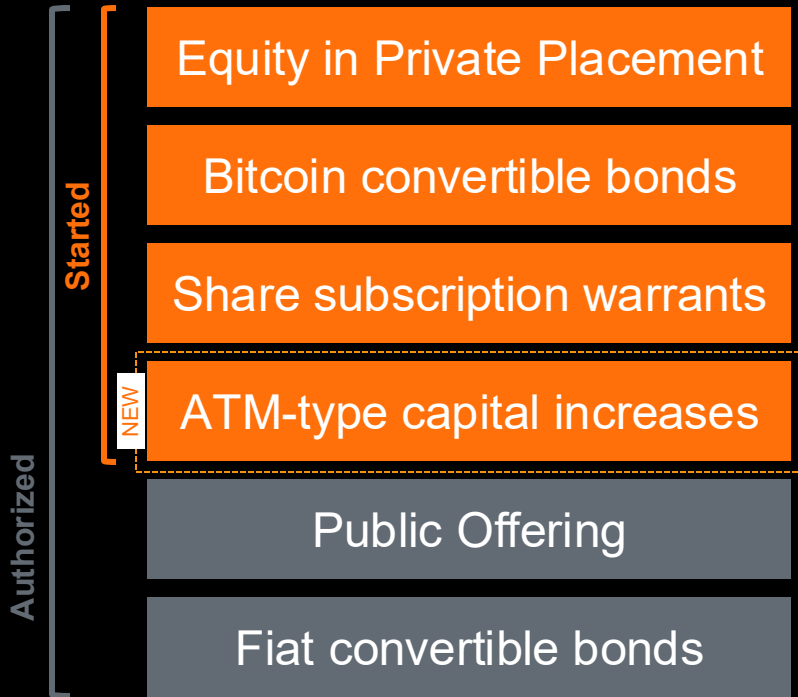 Equity in Private Placement
Bitcoin convertible bonds
Started
Share subscription warrants
NEW
ATM-type capital increases
Authorized
Public Offering
Fiat convertible bonds